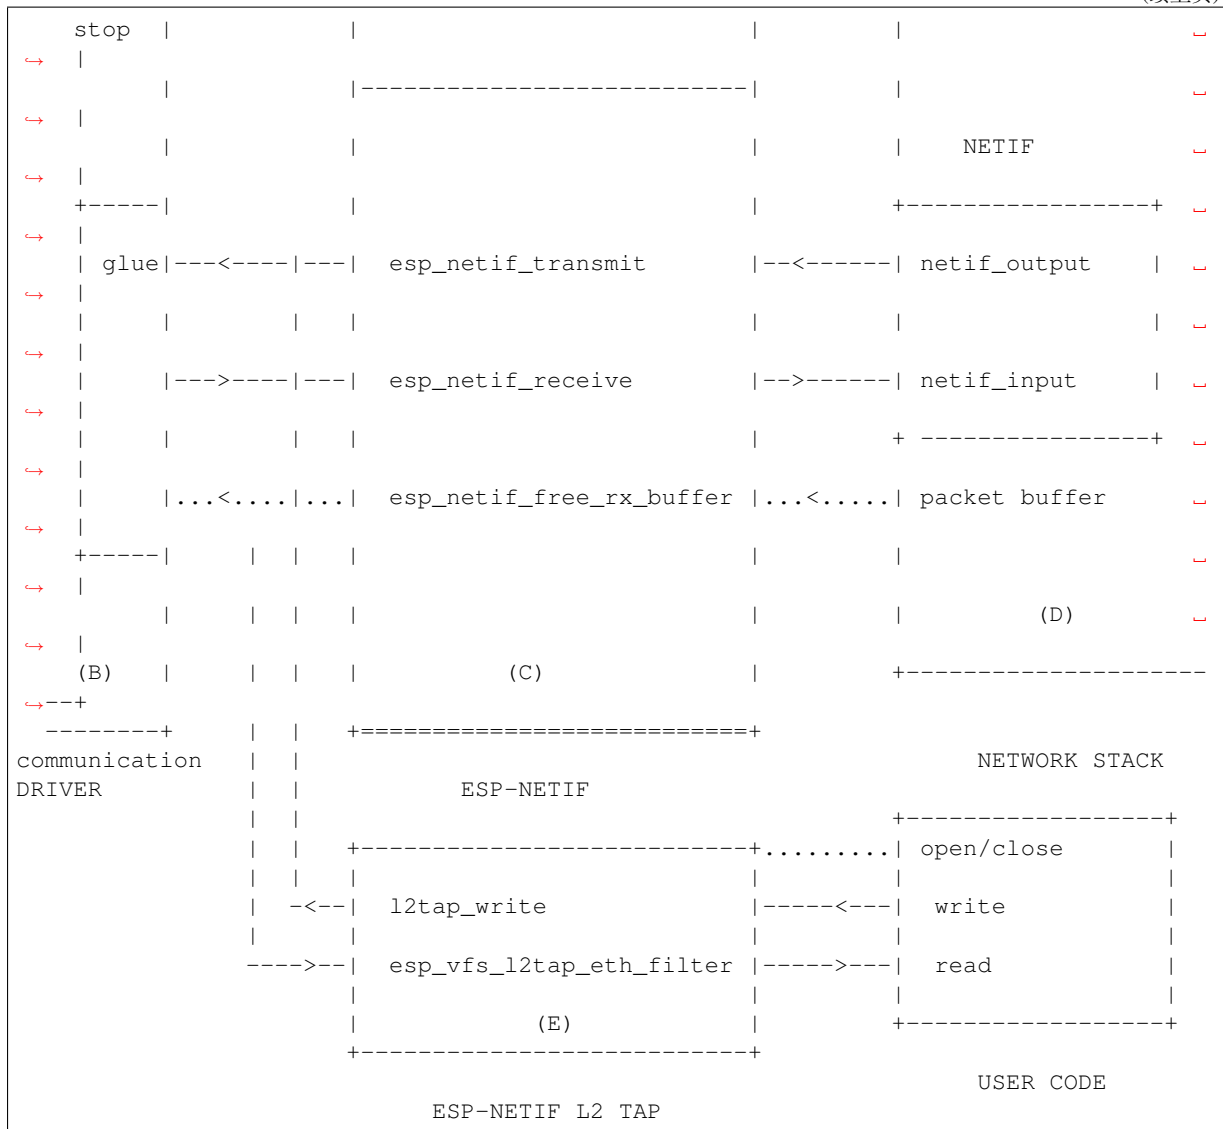 stop  |            |                           |         |                    ␣
↪   |
          |            |---------------------------|         |                    ␣
↪   |
          |            |                           |         |    NETIF           ␣
↪   |
    +-----|            |                           |         +-----------------+  ␣
↪   |
    | glue|---<----|---|  esp_netif_transmit       |--<------| netif_output    |  ␣
↪   |
    |     |        |   |                           |         |                 |  ␣
↪   |
    |     |--->----|---|  esp_netif_receive        |-->------| netif_input     |  ␣
↪   |
    |     |        |   |                           |         + ----------------+  ␣
↪   |
    |     |...<....|...|  esp_netif_free_rx_buffer |...<.....| packet buffer      ␣
↪   |
    +-----|     |  |   |                           |         |                    ␣
↪   |
          |     |  |   |                           |         |         (D)        ␣
↪   |
    (B)   |     |  |   |          (C)              |         +---------------------
↪--+
  --------+     |  |   +===========================+
communication   |  |                                               NETWORK STACK
DRIVER          |  |           ESP-NETIF
                |  |                                         +------------------+
                |  |   +---------------------------+.........| open/close       |
                |  |   |                           |         |                  |
                |  -<--|  l2tap_write              |-----<---|  write           |
                |      |                           |         |                  |
                ---->--|  esp_vfs_l2tap_eth_filter |----->---|  read            |
                       |                           |         |                  |
                       |            (E)            |         +------------------+
                       +---------------------------+
                                                                   USER CODE
                             ESP-NETIF L2 TAP